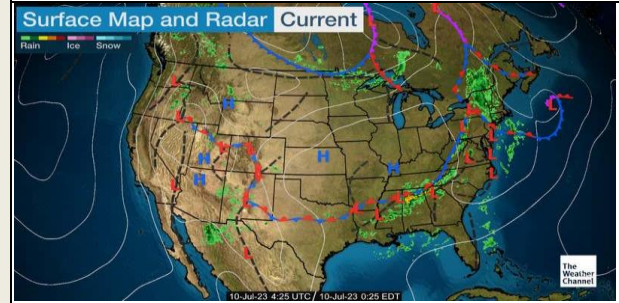 Surface Map and Radar Current
Rain Ice Snow
L
L
L
H
L
L
L
H
L
L
H
L
H
H
L
H
L
L
L
L
L
L
L
L
L
The
Weather
Channel
10-Jul-23 4:25 UTC / 10-Jul-23 0:25 EDT